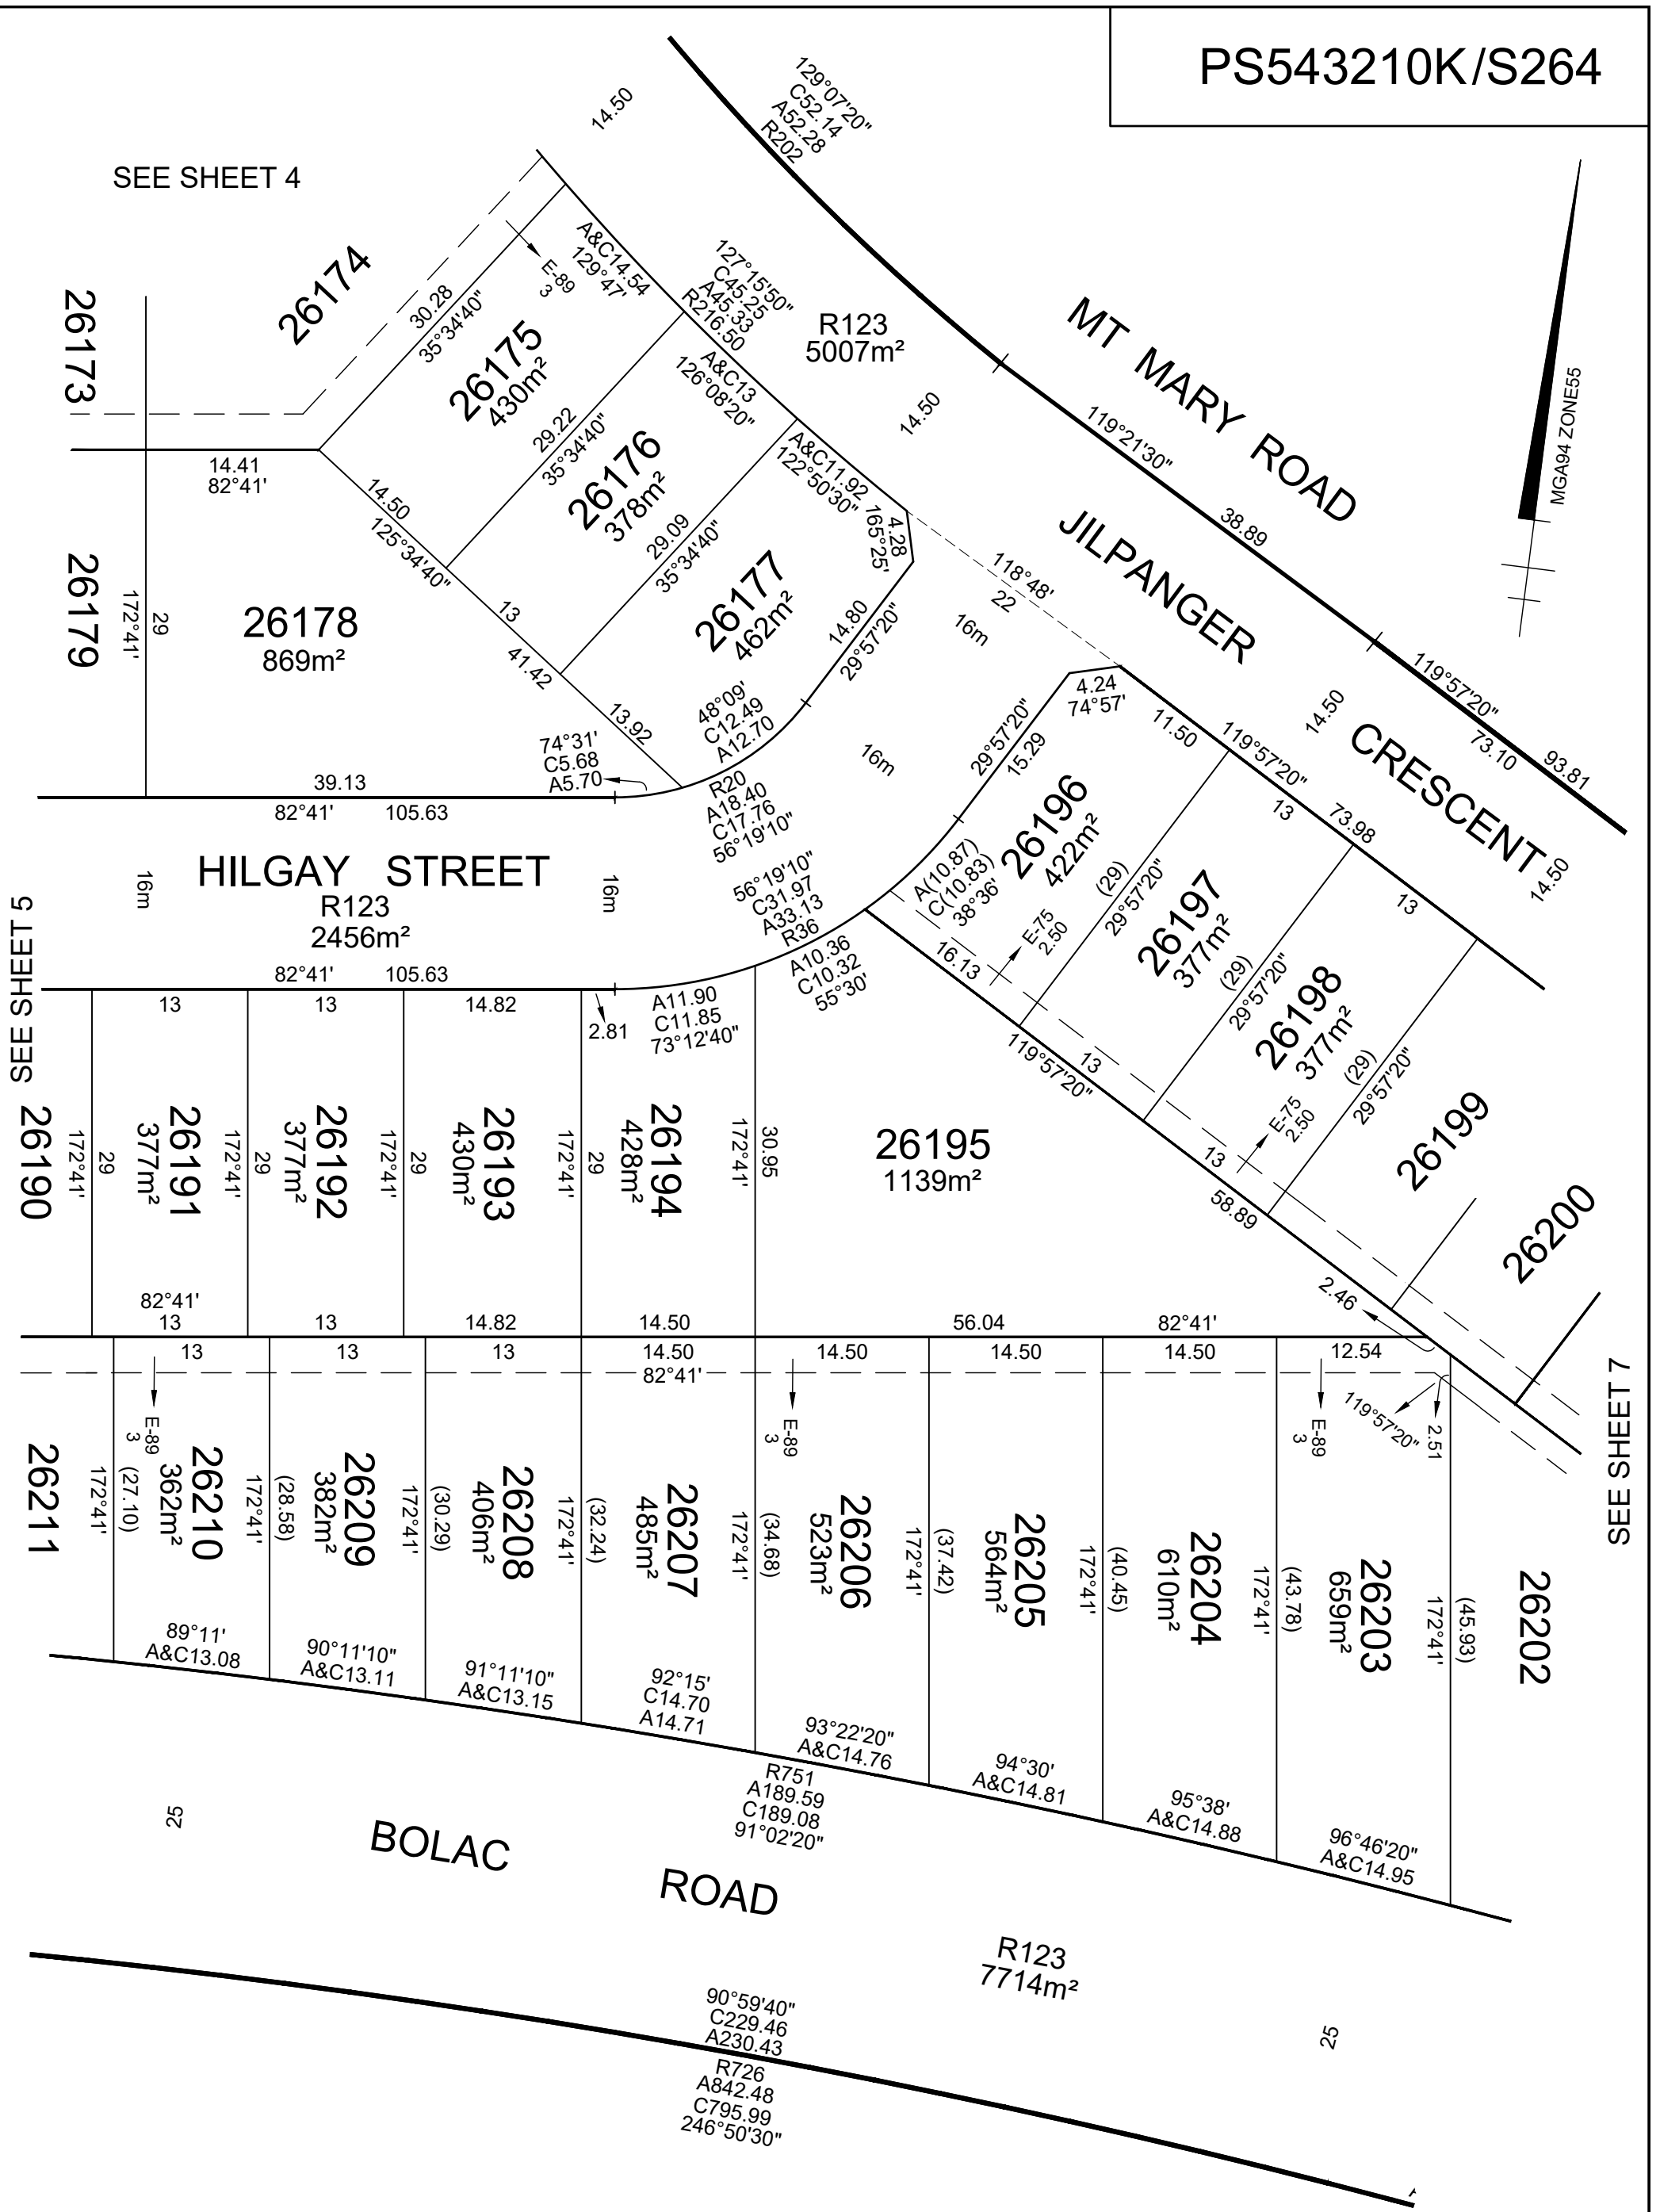 PS543210K/S264
SEE SHEET 4
14.50
129°07'20"
C52.14
A52.28
R202
MGA94 ZONE55
MT MARY ROAD
JILPANGER CRESCENT
R123
5007m²
119°21'30"
38.89
119°57'20"
73.10
93.81
14.50
14.50
14.50
127°15'50"
C45.25
A45.33
R216.50
26173
26174
30.28
35°34'40"
E-89
3
A&C14.54
129°47'
26175
430m²
29.22
35°34'40"
A&C13
126°08'20"
26176
378m²
29.09
35°34'40"
A&C11.92
122°50'30"
4.28
165°25'
26177
462m²
14.80
29°57'20"
118°48'
22
16m
14.41
82°41'
14.50
125°34'40"
13
41.42
13.92
26179
172°41'
29
26178
869m²
39.13
82°41' 105.63
74°31'
C5.68
A5.70
48°09'
C12.49
A12.70
R20
A18.40
C17.76
56°19'10"
16m
HILGAY STREET
R123
2456m²
16m
16m
82°41' 105.63
SEE SHEET 5
56°19'10"
C31.97
A33.13
R36
4.24
74°57'
29°57'20"
15.29
11.50
119°57'20"
13
73.98
13
26196
422m²
A(10.87)
C(10.83)
38°36'
E-75
2.50
16.13
(29)
29°57'20"
26197
377m²
(29)
29°57'20"
26198
377m²
(29)
29°57'20"
E-75
2.50
119°57'20"
13
13
58.89
26199
26200
2.46
A10.36
C10.32
55°30'
A11.90
C11.85
73°12'40"
2.81
13
13
14.82
26190
172°41'
29
26191
377m²
172°41'
29
26192
377m²
172°41'
29
26193
430m²
172°41'
29
26194
428m²
172°41'
30.95
26195
1139m²
82°41'
13
13
14.82
14.50
56.04
82°41'
13
13
13
14.50
82°41'
14.50
14.50
14.50
12.54
119°57'20"
2.51
SEE SHEET 7
E-89
3
E-89
3
E-89
3
26211
172°41'
(27.10)
26210
362m²
172°41'
(28.58)
26209
382m²
172°41'
(30.29)
26208
406m²
172°41'
(32.24)
26207
485m²
172°41'
(34.68)
26206
523m²
172°41'
(37.42)
26205
564m²
172°41'
(40.45)
26204
610m²
172°41'
(43.78)
26203
659m²
172°41'
(45.93)
26202
89°11'
A&C13.08
90°11'10"
A&C13.11
91°11'10"
A&C13.15
92°15'
C14.70
A14.71
93°22'20"
A&C14.76
94°30'
A&C14.81
95°38'
A&C14.88
96°46'20"
A&C14.95
R751
A189.59
C189.08
91°02'20"
25
BOLAC ROAD
R123
7714m²
25
90°59'40"
C229.46
A230.43
R726
A842.48
C795.99
246°50'30"